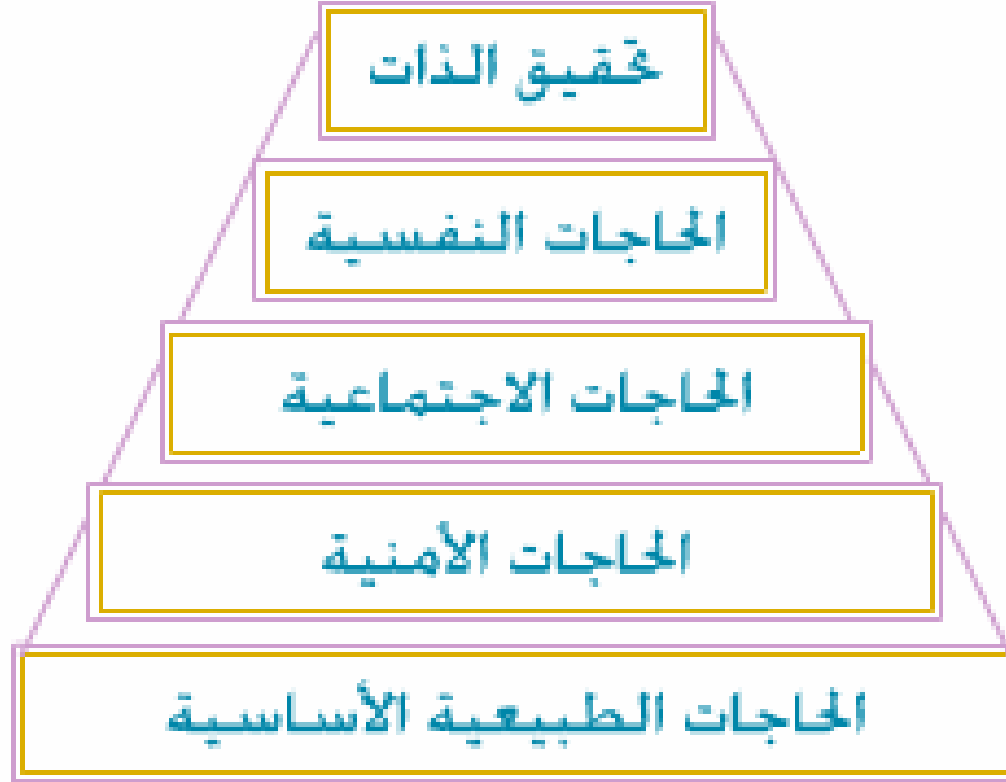 تحقيق الذات
الحاجات النفسية
الحاجات الاجتماعية
الحاجات الأمنية
الحاجات الطبيعية الأساسية